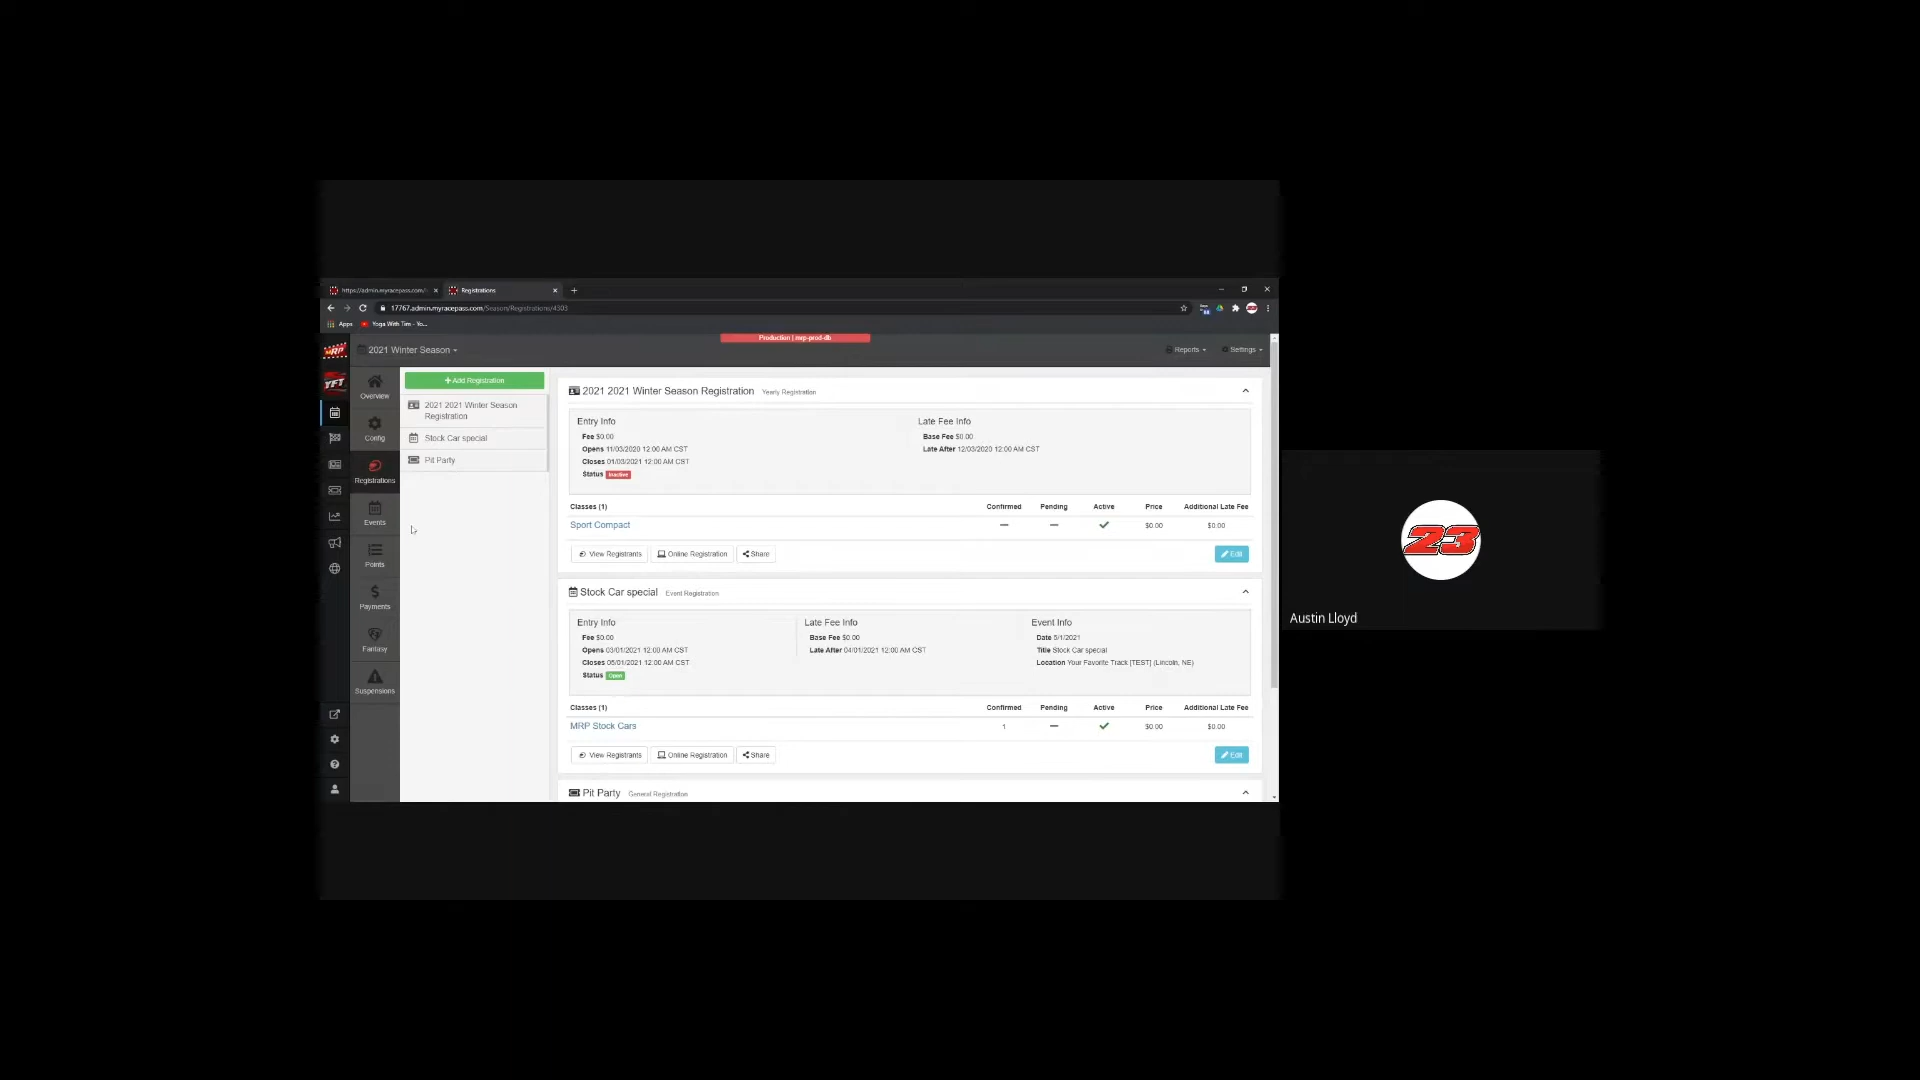 https://admin.myracepass.com/
Registrations
17767.admin.myracepass.com/Season/Registrations/4303
Apps
Yoga With Tim - Yo...
Production | mrp-prod-db
MRP
2021 Winter Season
Reports
Settings
YFT
Overview
Config
Registrations
Events
Points
Payments
Fantasy
Suspensions
+ Add Registration
2021 2021 Winter Season
Registration
Stock Car special
Pit Party
2021 2021 Winter Season Registration Yearly Registration
Entry Info
Fee $0.00
Opens 11/03/2020 12:00 AM CST
Closes 01/03/2021 12:00 AM CST
Status Inactive
Late Fee Info
Base Fee $0.00
Late After 12/03/2020 12:00 AM CST
Classes (1) Confirmed Pending Active Price Additional Late Fee
Sport Compact — — $0.00 $0.00
View Registrants Online Registration Share Edit
Stock Car special Event Registration
Entry Info
Fee $0.00
Opens 03/01/2021 12:00 AM CST
Closes 05/01/2021 12:00 AM CST
Status Open
Late Fee Info
Base Fee $0.00
Late After 04/01/2021 12:00 AM CST
Event Info
Date 5/1/2021
Title Stock Car special
Location Your Favorite Track [TEST] (Lincoln, NE)
Classes (1) Confirmed Pending Active Price Additional Late Fee
MRP Stock Cars 1 — $0.00 $0.00
View Registrants Online Registration Share Edit
Pit Party General Registration
23
Austin Lloyd